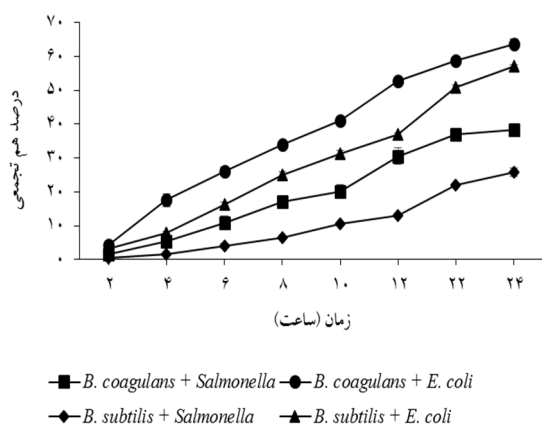 ۷۰
۶۰
۵۰
۴۰
۳۰
۲۰
۱۰
۰
درصد هم تجمعی
۲ ۴ ۶ ۸ ۱۰ ۱۲ ۲۲ ۲۴
زمان (ساعت)
B. coagulans + Salmonella B. coagulans + E. coli
B. subtilis + Salmonella B. subtilis + E. coli